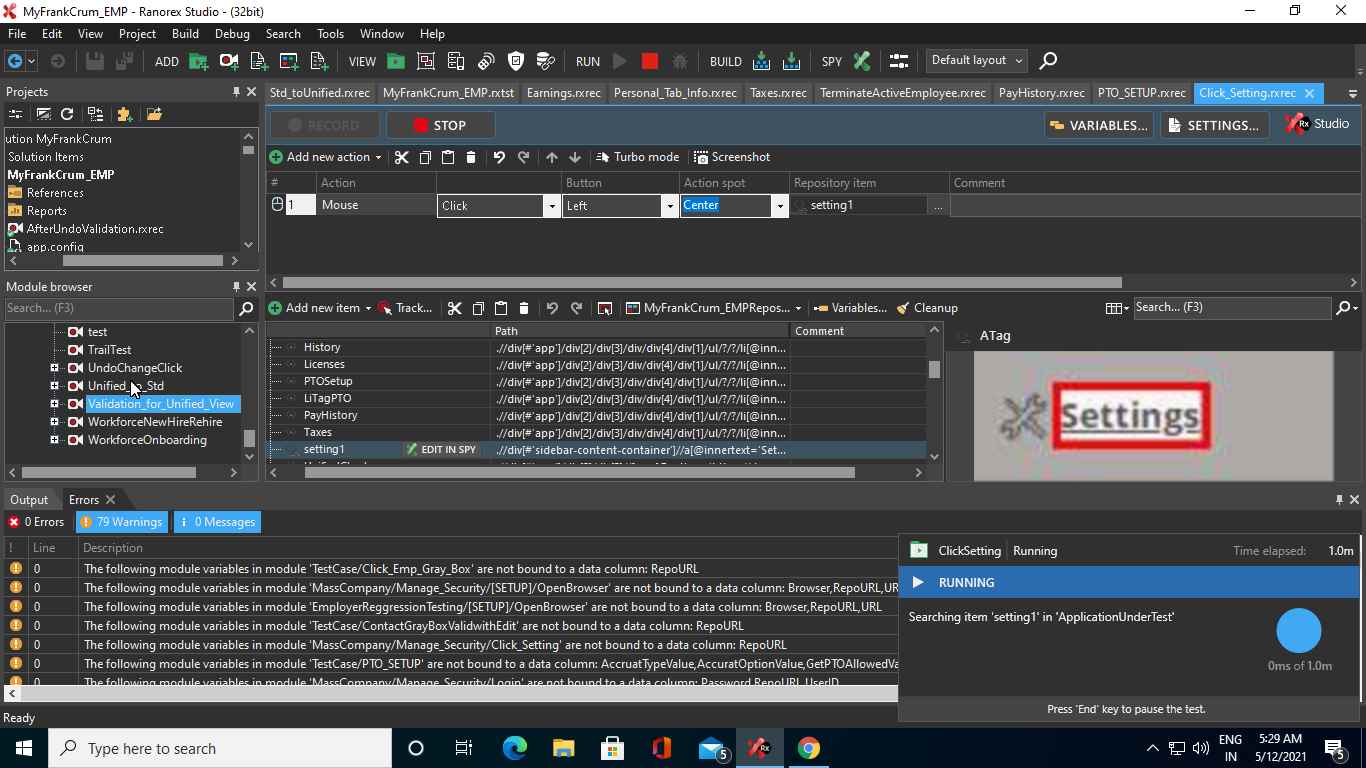 MyFrankCrum_EMP - Ranorex Studio - (32bit)
File Edit View Project Build Debug Search Tools Window Help
ADD VIEW RUN BUILD SPY Default layout
Projects
Std_toUnified.rxrec MyFrankCrum_EMP.rxtst Earnings.rxrec Personal_Tab_Info.rxrec Taxes.rxrec TerminateActiveEmployee.rxrec PayHistory.rxrec PTO_SETUP.rxrec Click_Setting.rxrec
RECORD STOP VARIABLES... SETTINGS... Rx Studio
ution MyFrankCrum
Solution Items
MyFrankCrum_EMP
References
Reports
AfterUndoValidation.rxrec
app.config
Add new action Turbo mode Screenshot
# Action Button Action spot Repository item Comment
1 Mouse Click Left Center setting1 ...
Module browser
Search... (F3)
test
TrailTest
UndoChangeClick
Unified_to_Std
Validation_for_Unified_View
WorkforceNewHireRehire
WorkforceOnboarding
Add new item Track... MyFrankCrum_EMPRepos... Variables... Cleanup Search... (F3)
Path Comment
History .//div[#'app']/div[2]/div[3]/div/div[4]/div[1]/ul/?/?/li[@inn...
Licenses .//div[#'app']/div[2]/div[3]/div/div[4]/div[1]/ul/?/?/li[@inn...
PTOSetup .//div[#'app']/div[2]/div[3]/div/div[4]/div[1]/ul/?/?/li[@inn...
LiTagPTO .//div[#'app']/div[2]/div[3]/div/div[4]/div[1]/ul/?/?/li[@inn...
PayHistory .//div[#'app']/div[2]/div[3]/div/div[4]/div[1]/ul/?/?/li[@inn...
Taxes .//div[#'app']/div[2]/div[3]/div/div[4]/div[1]/ul/?/?/li[@inn...
setting1 EDIT IN SPY .//div[#'sidebar-content-container']//a[@innertext='Set...
ATag
Settings
Output Errors
0 Errors 79 Warnings 0 Messages
! Line Description
0 The following module variables in module 'TestCase/Click_Emp_Gray_Box' are not bound to a data column: RepoURL
0 The following module variables in module 'MassCompany/Manage_Security/[SETUP]/OpenBrowser' are not bound to a data column: Browser,RepoURL,UR
0 The following module variables in module 'EmployerReggressionTesting/[SETUP]/OpenBrowser' are not bound to a data column: Browser,RepoURL,URL
0 The following module variables in module 'TestCase/ContactGrayBoxValidwithEdit' are not bound to a data column: RepoURL
0 The following module variables in module 'MassCompany/Manage_Security/Click_Setting' are not bound to a data column: RepoURL
0 The following module variables in module 'TestCase/PTO_SETUP' are not bound to a data column: AccruatTypeValue,AccuratOptionValue,GetPTOAllowedVa
0 The following module variables in module 'MassCompany/Manage_Security/Login' are not bound to a data column: Password,RepoURL,UserID
ClickSetting Running Time elapsed: 1.0m
RUNNING
Searching item 'setting1' in 'ApplicationUnderTest'
0ms of 1.0m
Press 'End' key to pause the test.
Ready
Type here to search
5
Rx
ENG
IN
5:29 AM
5/12/2021
5